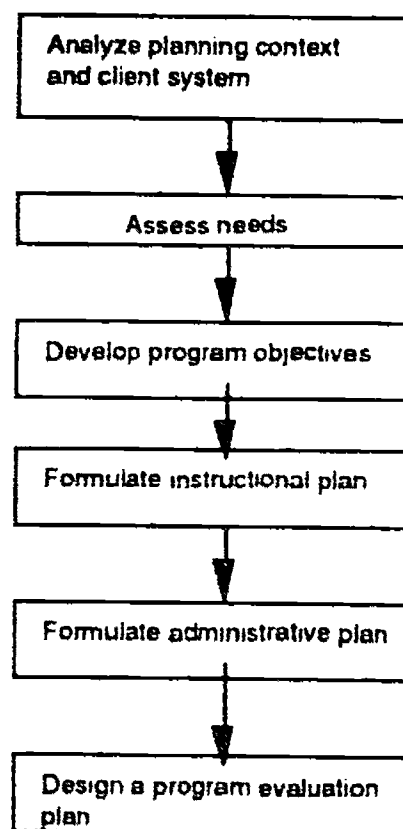 Analyze planning context
and client system
Assess needs
Develop program objectives
Formulate instructional plan
Formulate administrative plan
Design a program evaluation
plan